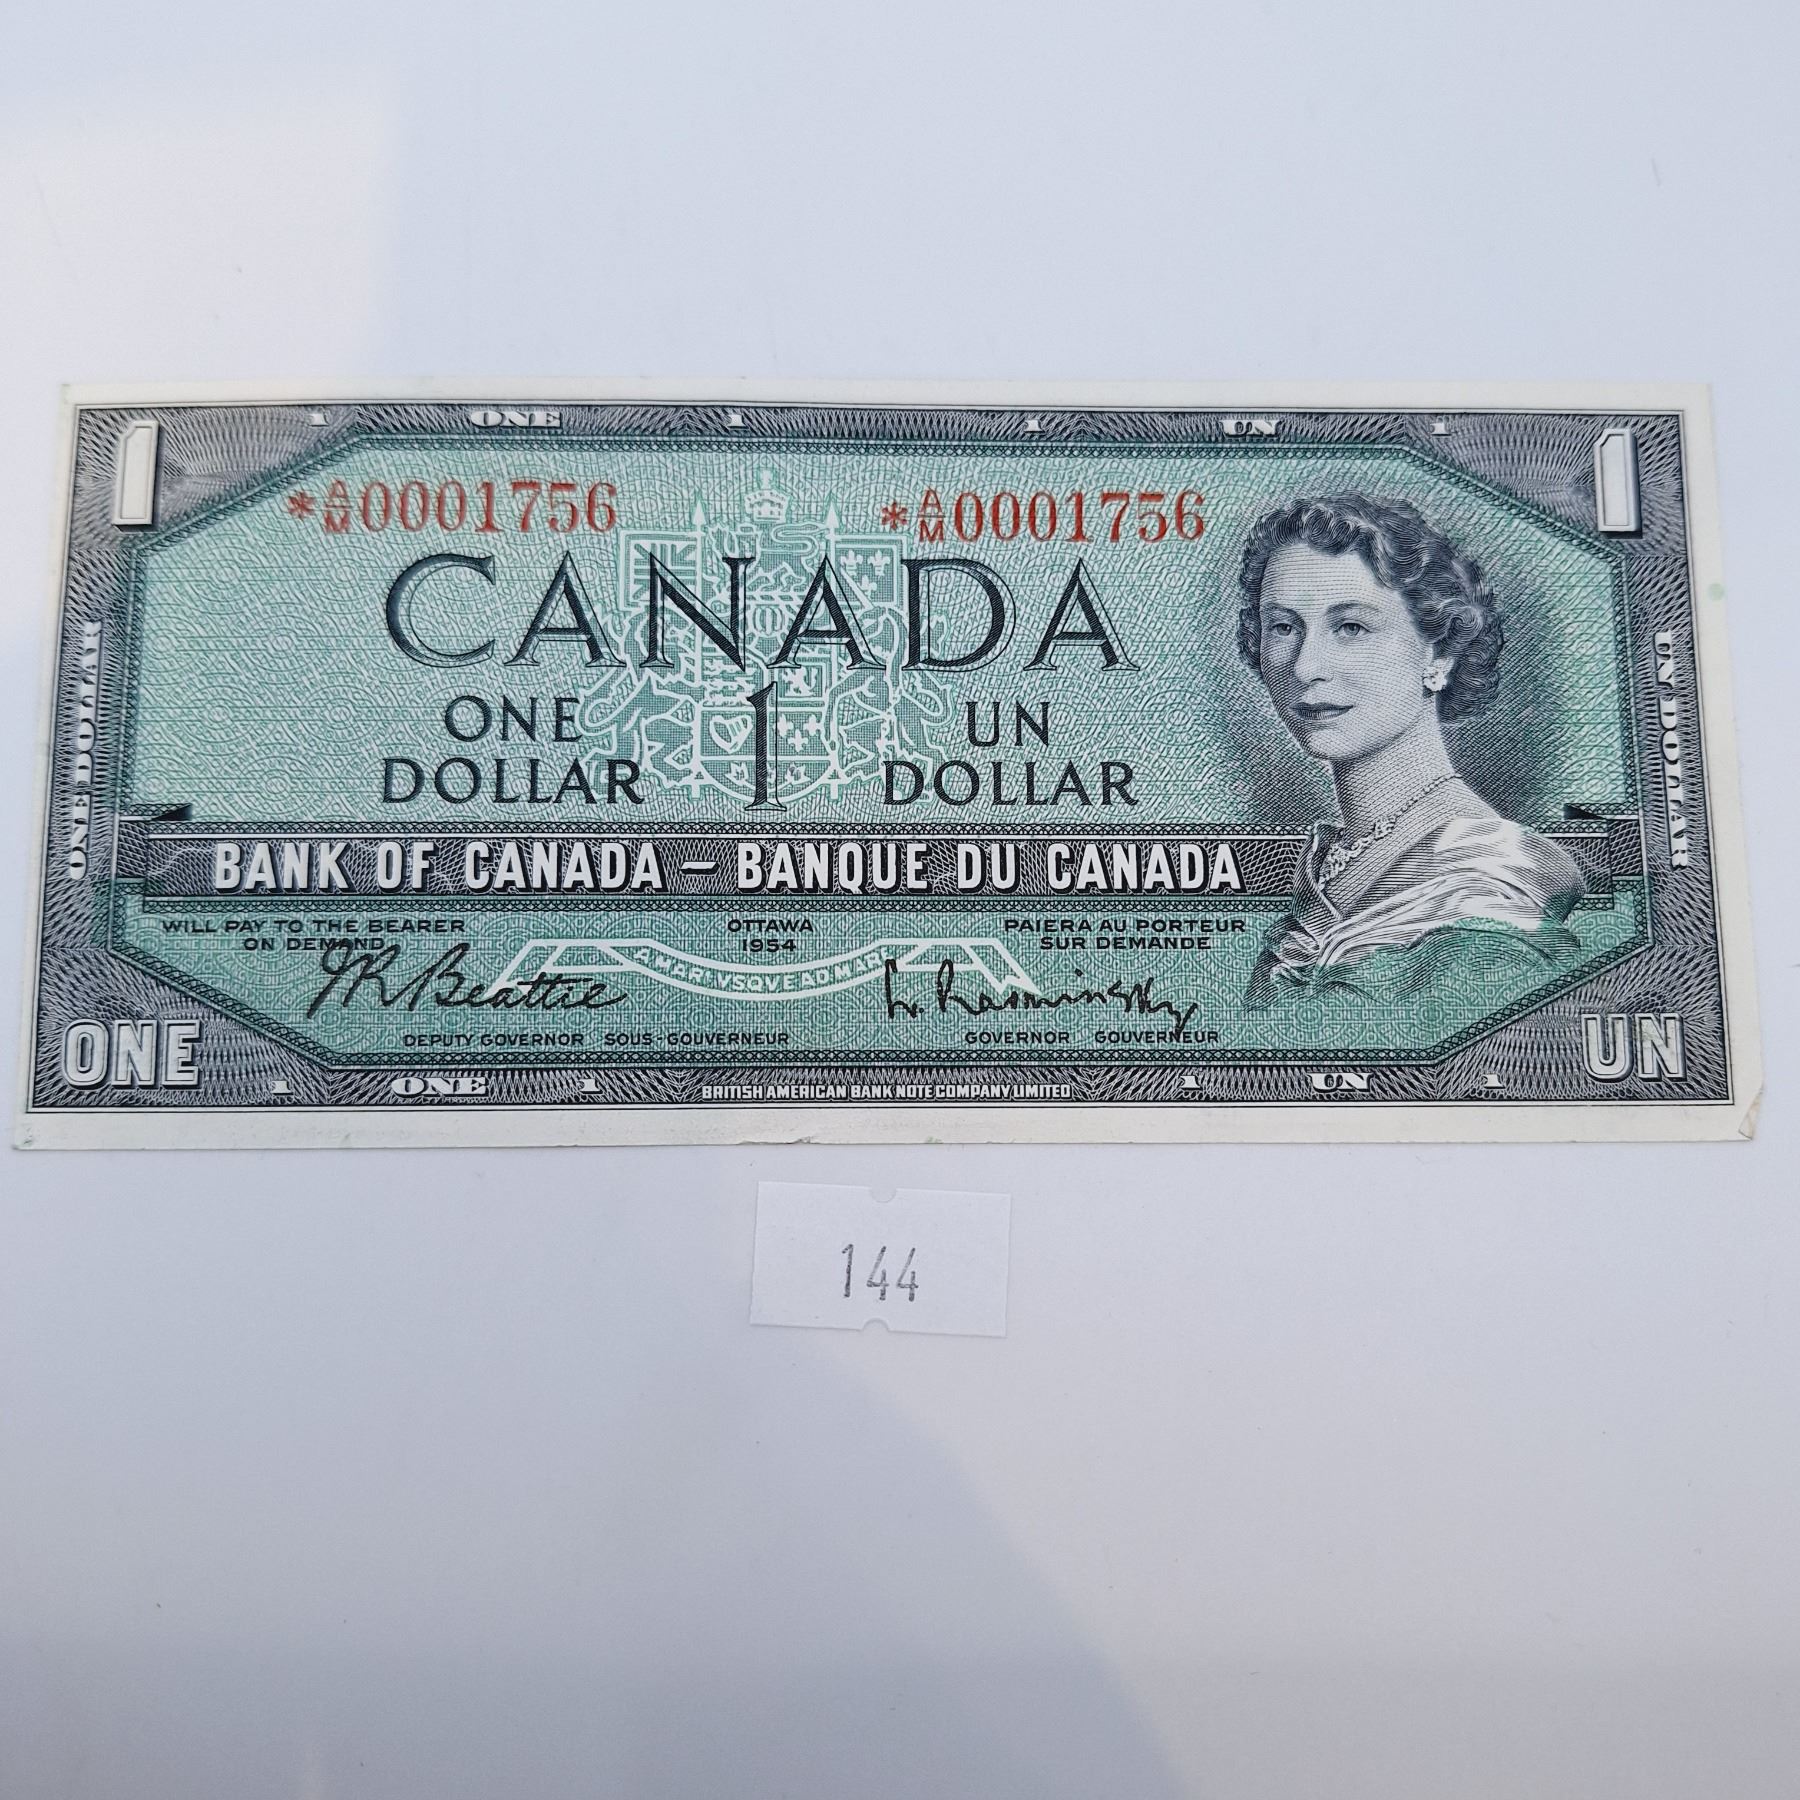 1 1 ONE 1 1 UN 1 1
*A/M0001756 *A/M0001756
CANADA
ONE 1 UN
DOLLAR DOLLAR
ONE DOLLAR
UN DOLLAR
BANK OF CANADA – BANQUE DU CANADA
WILL PAY TO THE BEARER OTTAWA PAIERA AU PORTEUR
ON DEMAND 1954 SUR DEMANDE
A·MARI·VSQVE·AD·MARE
J R Beattie L. Rasminsky
DEPUTY GOVERNOR SOUS-GOUVERNEUR GOVERNOR GOUVERNEUR
ONE UN
1 ONE 1 BRITISH AMERICAN BANK NOTE COMPANY LIMITED 1 UN 1
144